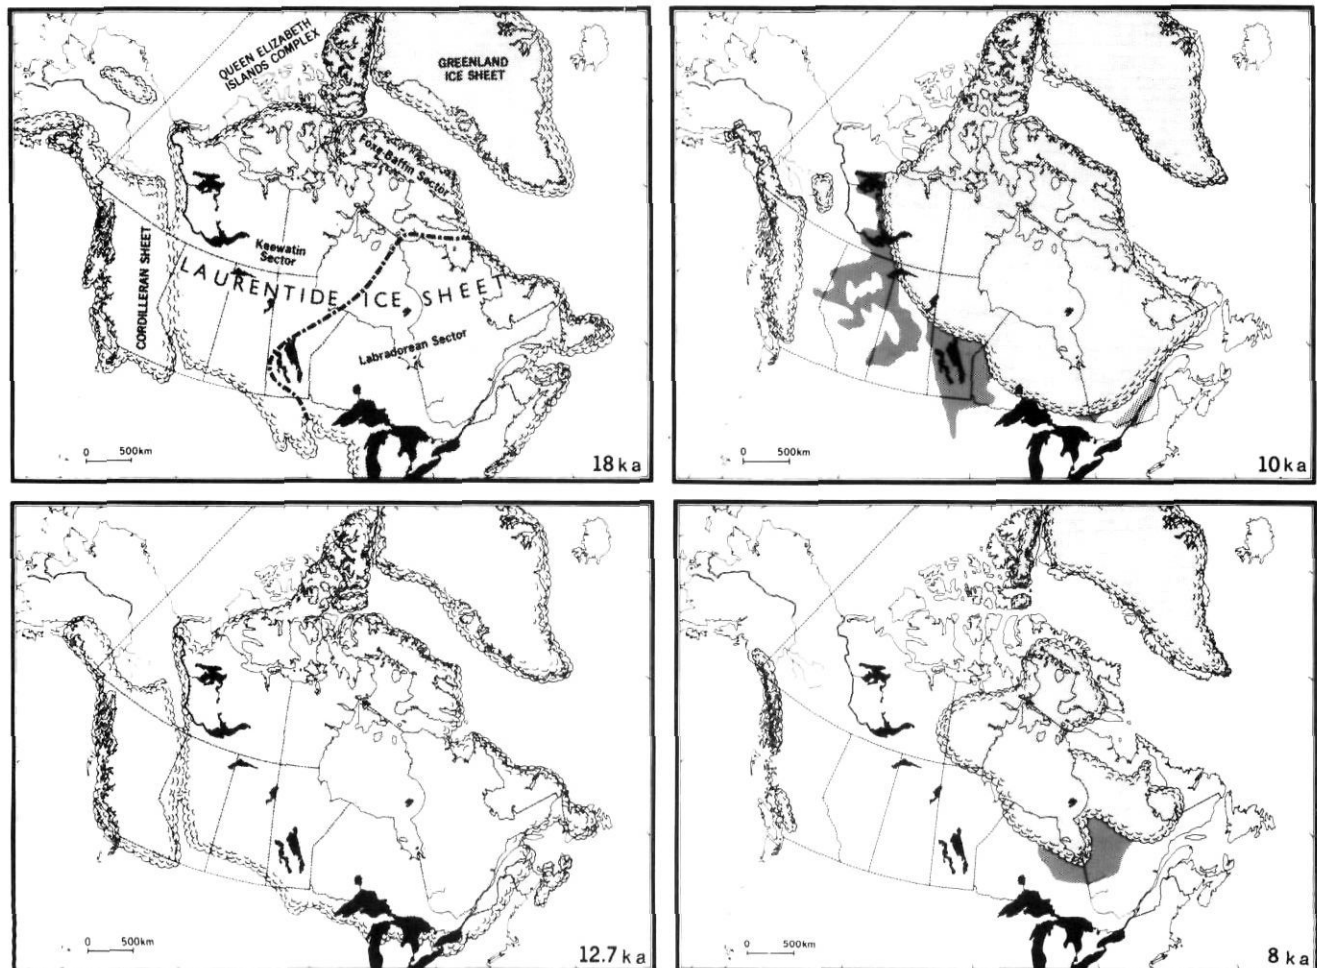 QUEEN ELIZABETH
ISLANDS COMPLEX
GREENLAND
ICE SHEET
Foxe-Baffin Sector
CORDILLERAN SHEET
Keewatin
Sector
LAURENTIDE ICE SHEET
Labradorean Sector
0 500km
18 ka
0 500km
10 ka
0 500km
12.7 ka
0 500km
8 ka